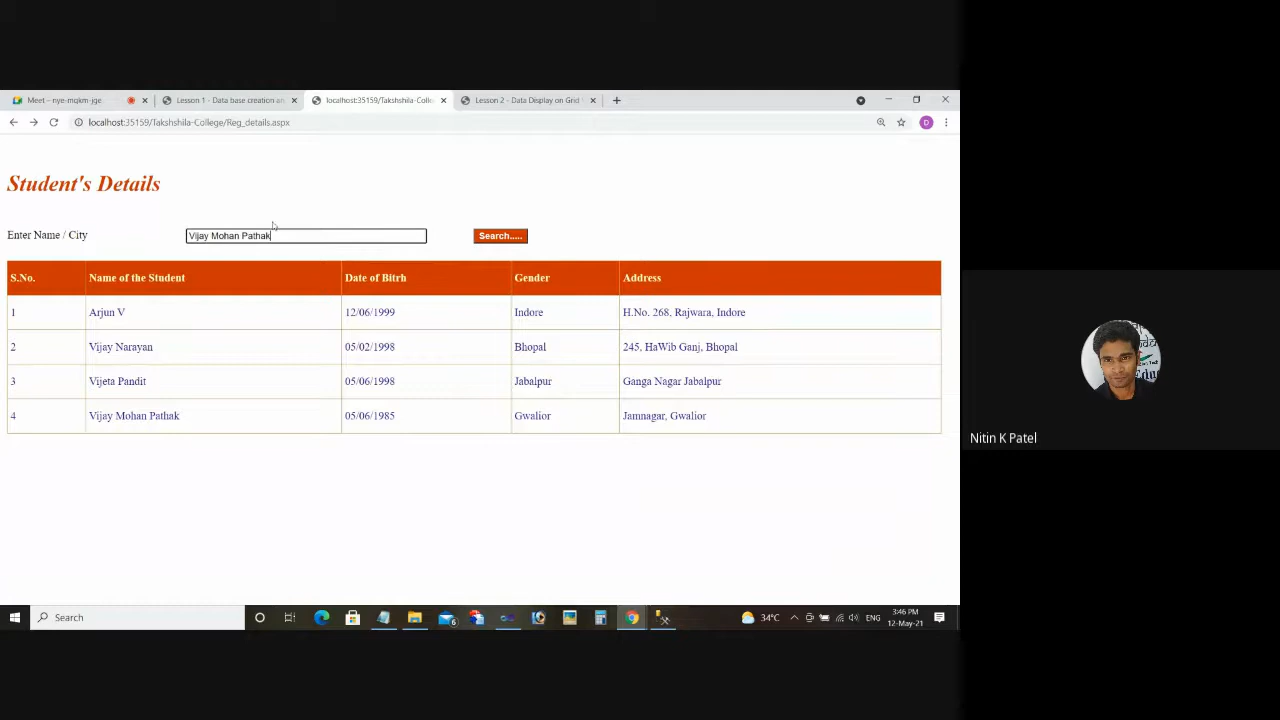 Meet - nye-mqkm-jge
Lesson 1 - Data base creation an
localhost:35159/Takshshila-Colle
Lesson 2 - Data Display on Grid
localhost:35159/Takshshila-College/Reg_details.aspx
D
Student's Details
Enter Name / City
Vijay Mohan Pathak
Search.....
S.No. Name of the Student Date of Bitrh Gender Address
1 Arjun V 12/06/1999 Indore H.No. 268, Rajwara, Indore
2 Vijay Narayan 05/02/1998 Bhopal 245, HaWib Ganj, Bhopal
3 Vijeta Pandit 05/06/1998 Jabalpur Ganga Nagar Jabalpur
4 Vijay Mohan Pathak 05/06/1985 Gwalior Jamnagar, Gwalior
Nitin K Patel
Search
6
34°C
ENG
3:46 PM
12-May-21